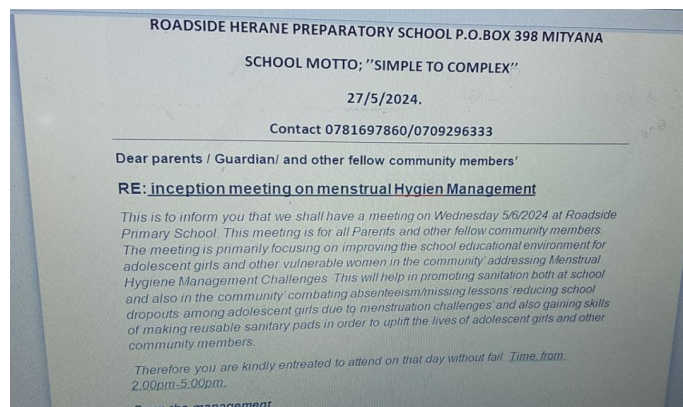 ROADSIDE HERANE PREPARATORY SCHOOL P.O.BOX 398 MITYANA
SCHOOL MOTTO; ’’SIMPLE TO COMPLEX’’
27/5/2024.
Contact 0781697860/0709296333
Dear parents / Guardian/ and other fellow community members’
RE: inception meeting on menstrual Hygien Management
This is to inform you that we shall have a meeting on Wednesday 5/6/2024 at Roadside
Primary School. This meeting is for all Parents and other fellow community members.
The meeting is primarily focusing on improving the school educational environment for
adolescent girls and other vulnerable women in the community’ addressing Menstrual
Hygiene Management Challenges. This will help in promoting sanitation both at school
and also in the community’ combating absenteeism/missing lessons’ reducing school
dropouts among adolescent girls due to menstruation challenges’ and also gaining skills
of making reusable sanitary pads in order to uplift the lives of adolescent girls and other
community members.
Therefore you are kindly entreated to attend on that day without fail. Time from
2.00pm-5:00pm.
the management